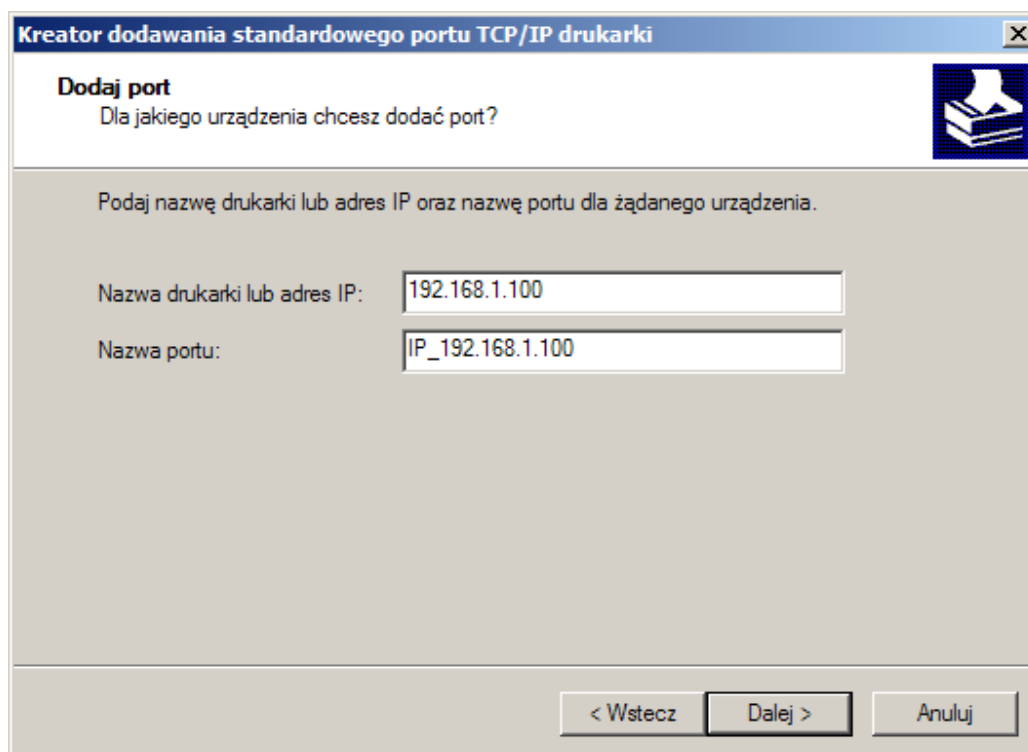 Kreator dodawania standardowego portu TCP/IP drukarki
Dodaj port
Dla jakiego urządzenia chcesz dodać port?
Podaj nazwę drukarki lub adres IP oraz nazwę portu dla żądanego urządzenia.
Nazwa drukarki lub adres IP: 192.168.1.100
Nazwa portu: IP_192.168.1.100
< Wstecz Dalej > Anuluj